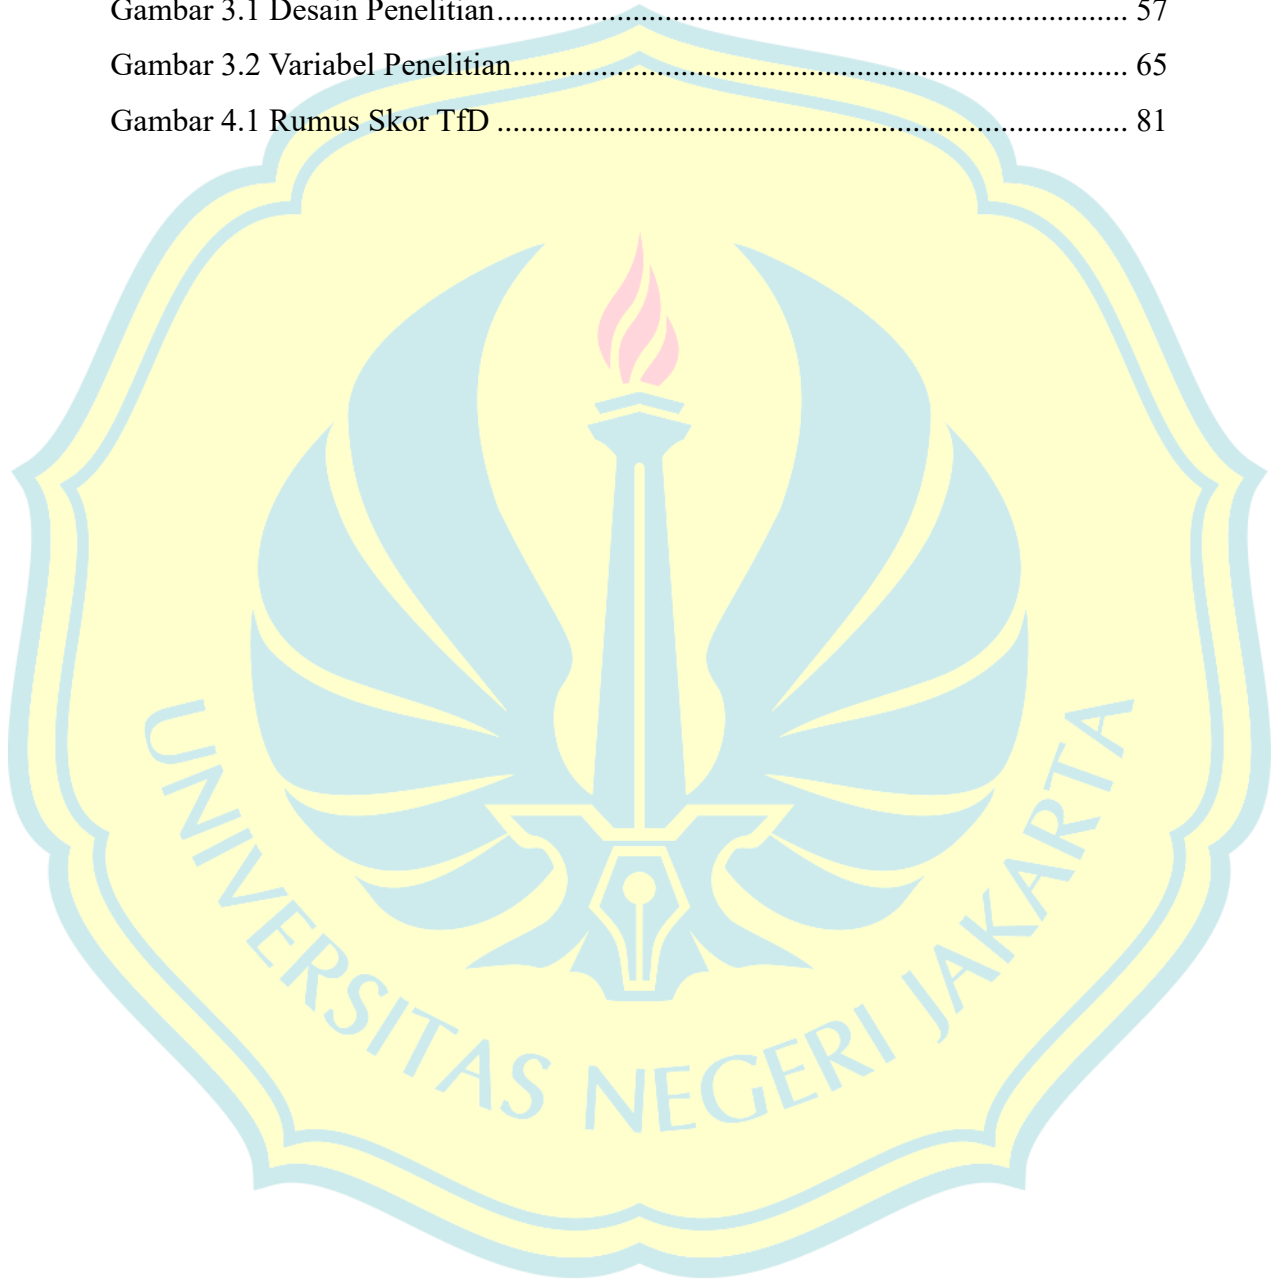 Gambar 3.1 Desain Penelitian................................................................................ 57
Gambar 3.2 Variabel Penelitian.............................................................................. 65
Gambar 4.1 Rumus Skor TfD ................................................................................ 81
UNIVERSITAS NEGERI JAKARTA